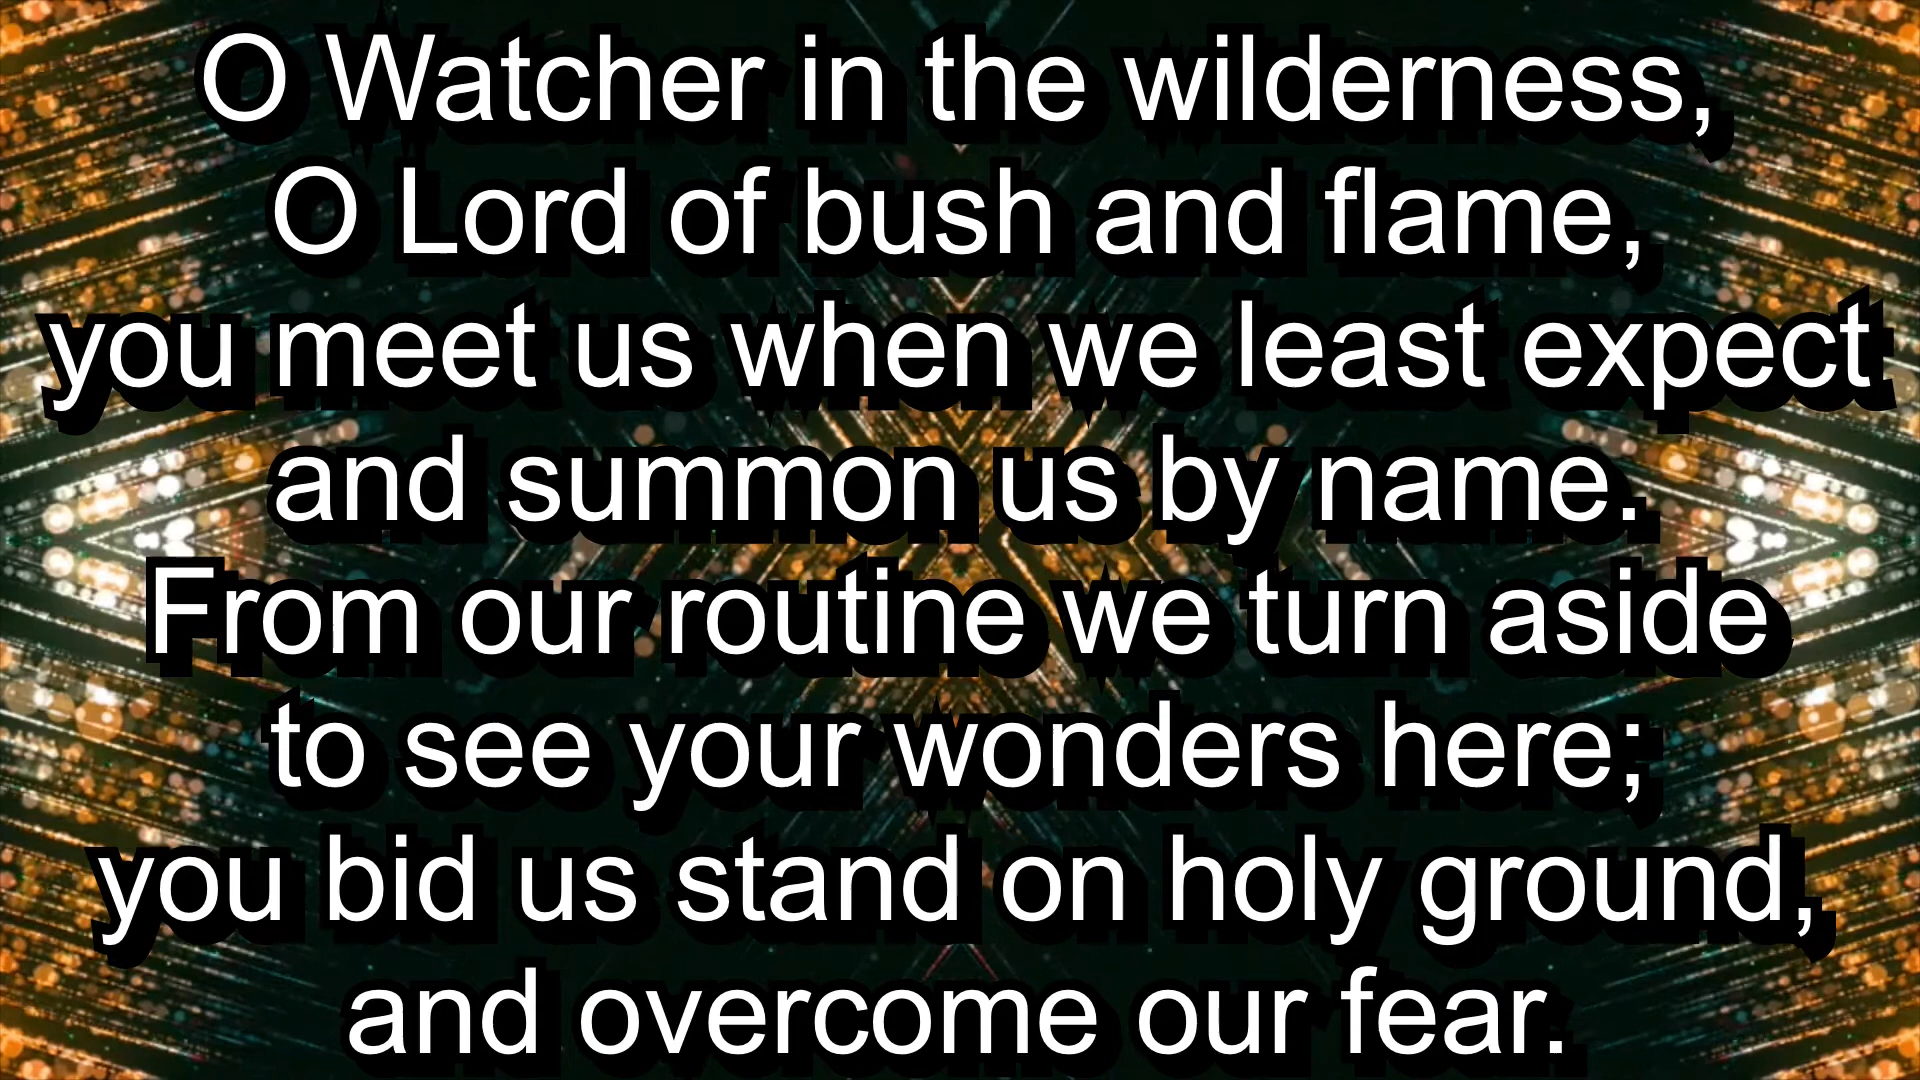 O Watcher in the wilderness,
O Lord of bush and flame,
you meet us when we least expect
and summon us by name.
From our routine we turn aside
to see your wonders here;
you bid us stand on holy ground,
and overcome our fear.